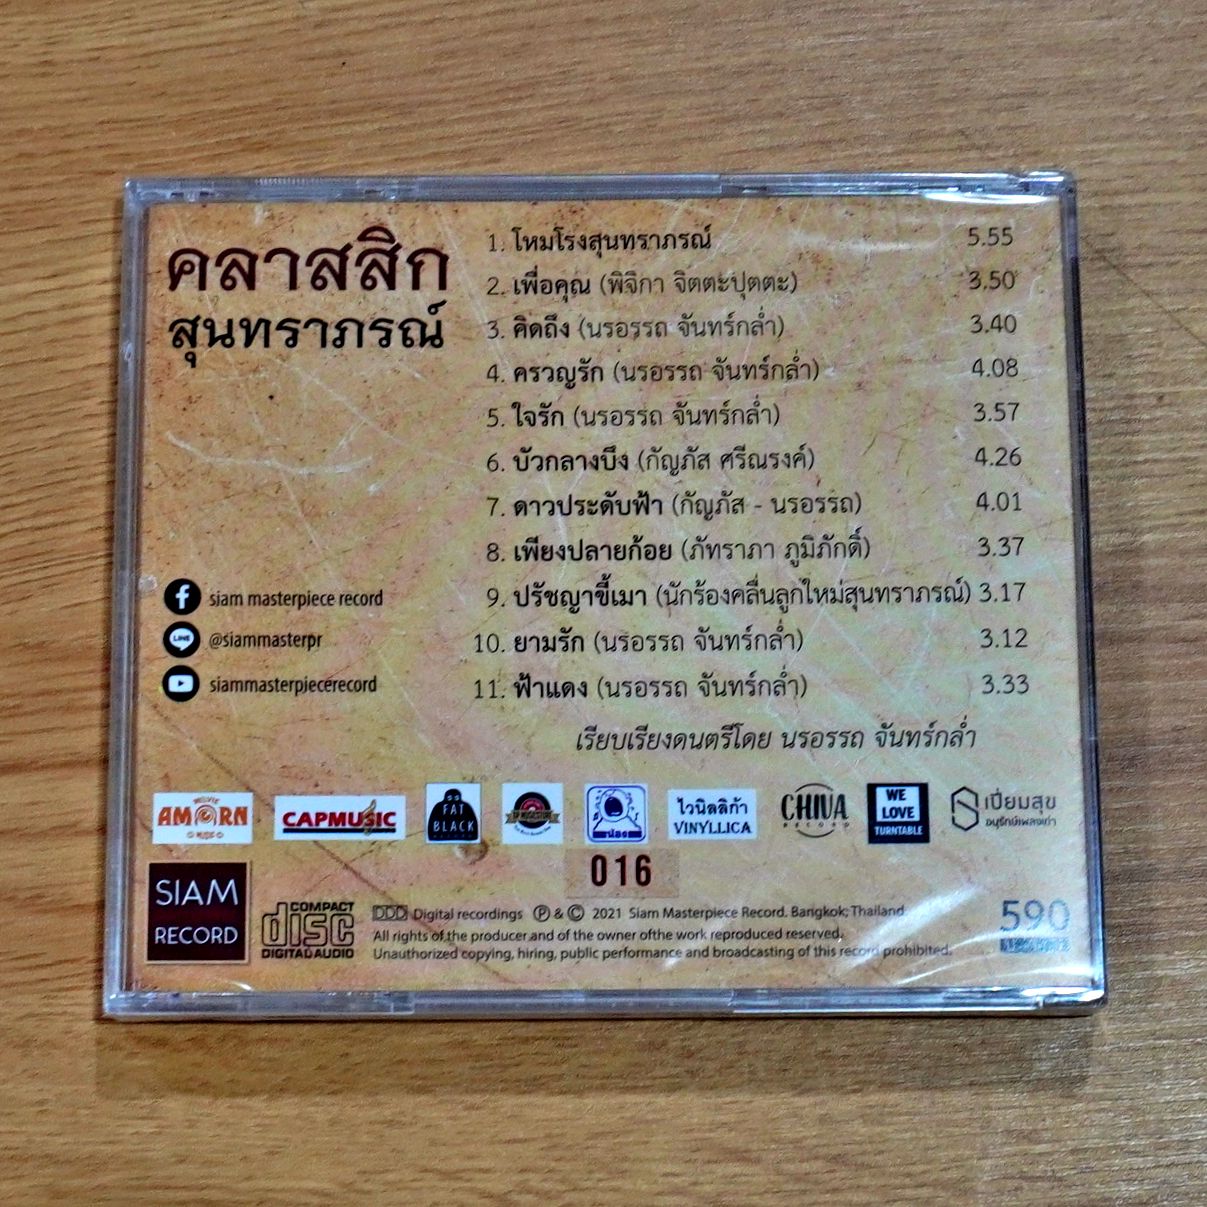 คลาสสิก
สุนทราภรณ์
1. โหมโรงสุนทราภรณ์ 5.55
2. เพื่อคุณ (พิจิกา จิตตะปุตตะ) 3.50
3. คิดถึง (นรอรรถ จันทร์กล่ำ) 3.40
4. ครวญรัก (นรอรรถ จันทร์กล่ำ) 4.08
5. ใจรัก (นรอรรถ จันทร์กล่ำ) 3.57
6. บัวกลางบึง (กัญภัส ศรีณรงค์) 4.26
7. ดาวประดับฟ้า (กัญภัส - นรอรรถ) 4.01
8. เพียงปลายก้อย (ภัทราภา ภูมิภักดิ์) 3.37
9. ปรัชญาขี้เมา (นักร้องคลื่นลูกใหม่สุนทราภรณ์) 3.17
10. ยามรัก (นรอรรถ จันทร์กล่ำ) 3.12
11. ฟ้าแดง (นรอรรถ จันทร์กล่ำ) 3.33
เรียบเรียงดนตรีโดย นรอรรถ จันทร์กล่ำ
siam masterpiece record
LINE @siammasterpr
siammasterpiecerecord
AMORN
MUSIC
CAPMUSIC
FAT
BLACK
น้อง
ไวนิลลิก้า
VINYLLICA
CHIVA
RECORD
WE
LOVE
TURNTABLE
เปี่ยมสุข
อนุรักษ์เพลงเก่า
016
SIAM
RECORD
COMPACT
disc
DIGITAL AUDIO
DDD Digital recordings Ⓟ & © 2021 Siam Masterpiece Record. Bangkok; Thailand
All rights of the producer and of the owner ofthe work reproduced reserved.
Unauthorized copying, hiring, public performance and broadcasting of this record prohibited.
590